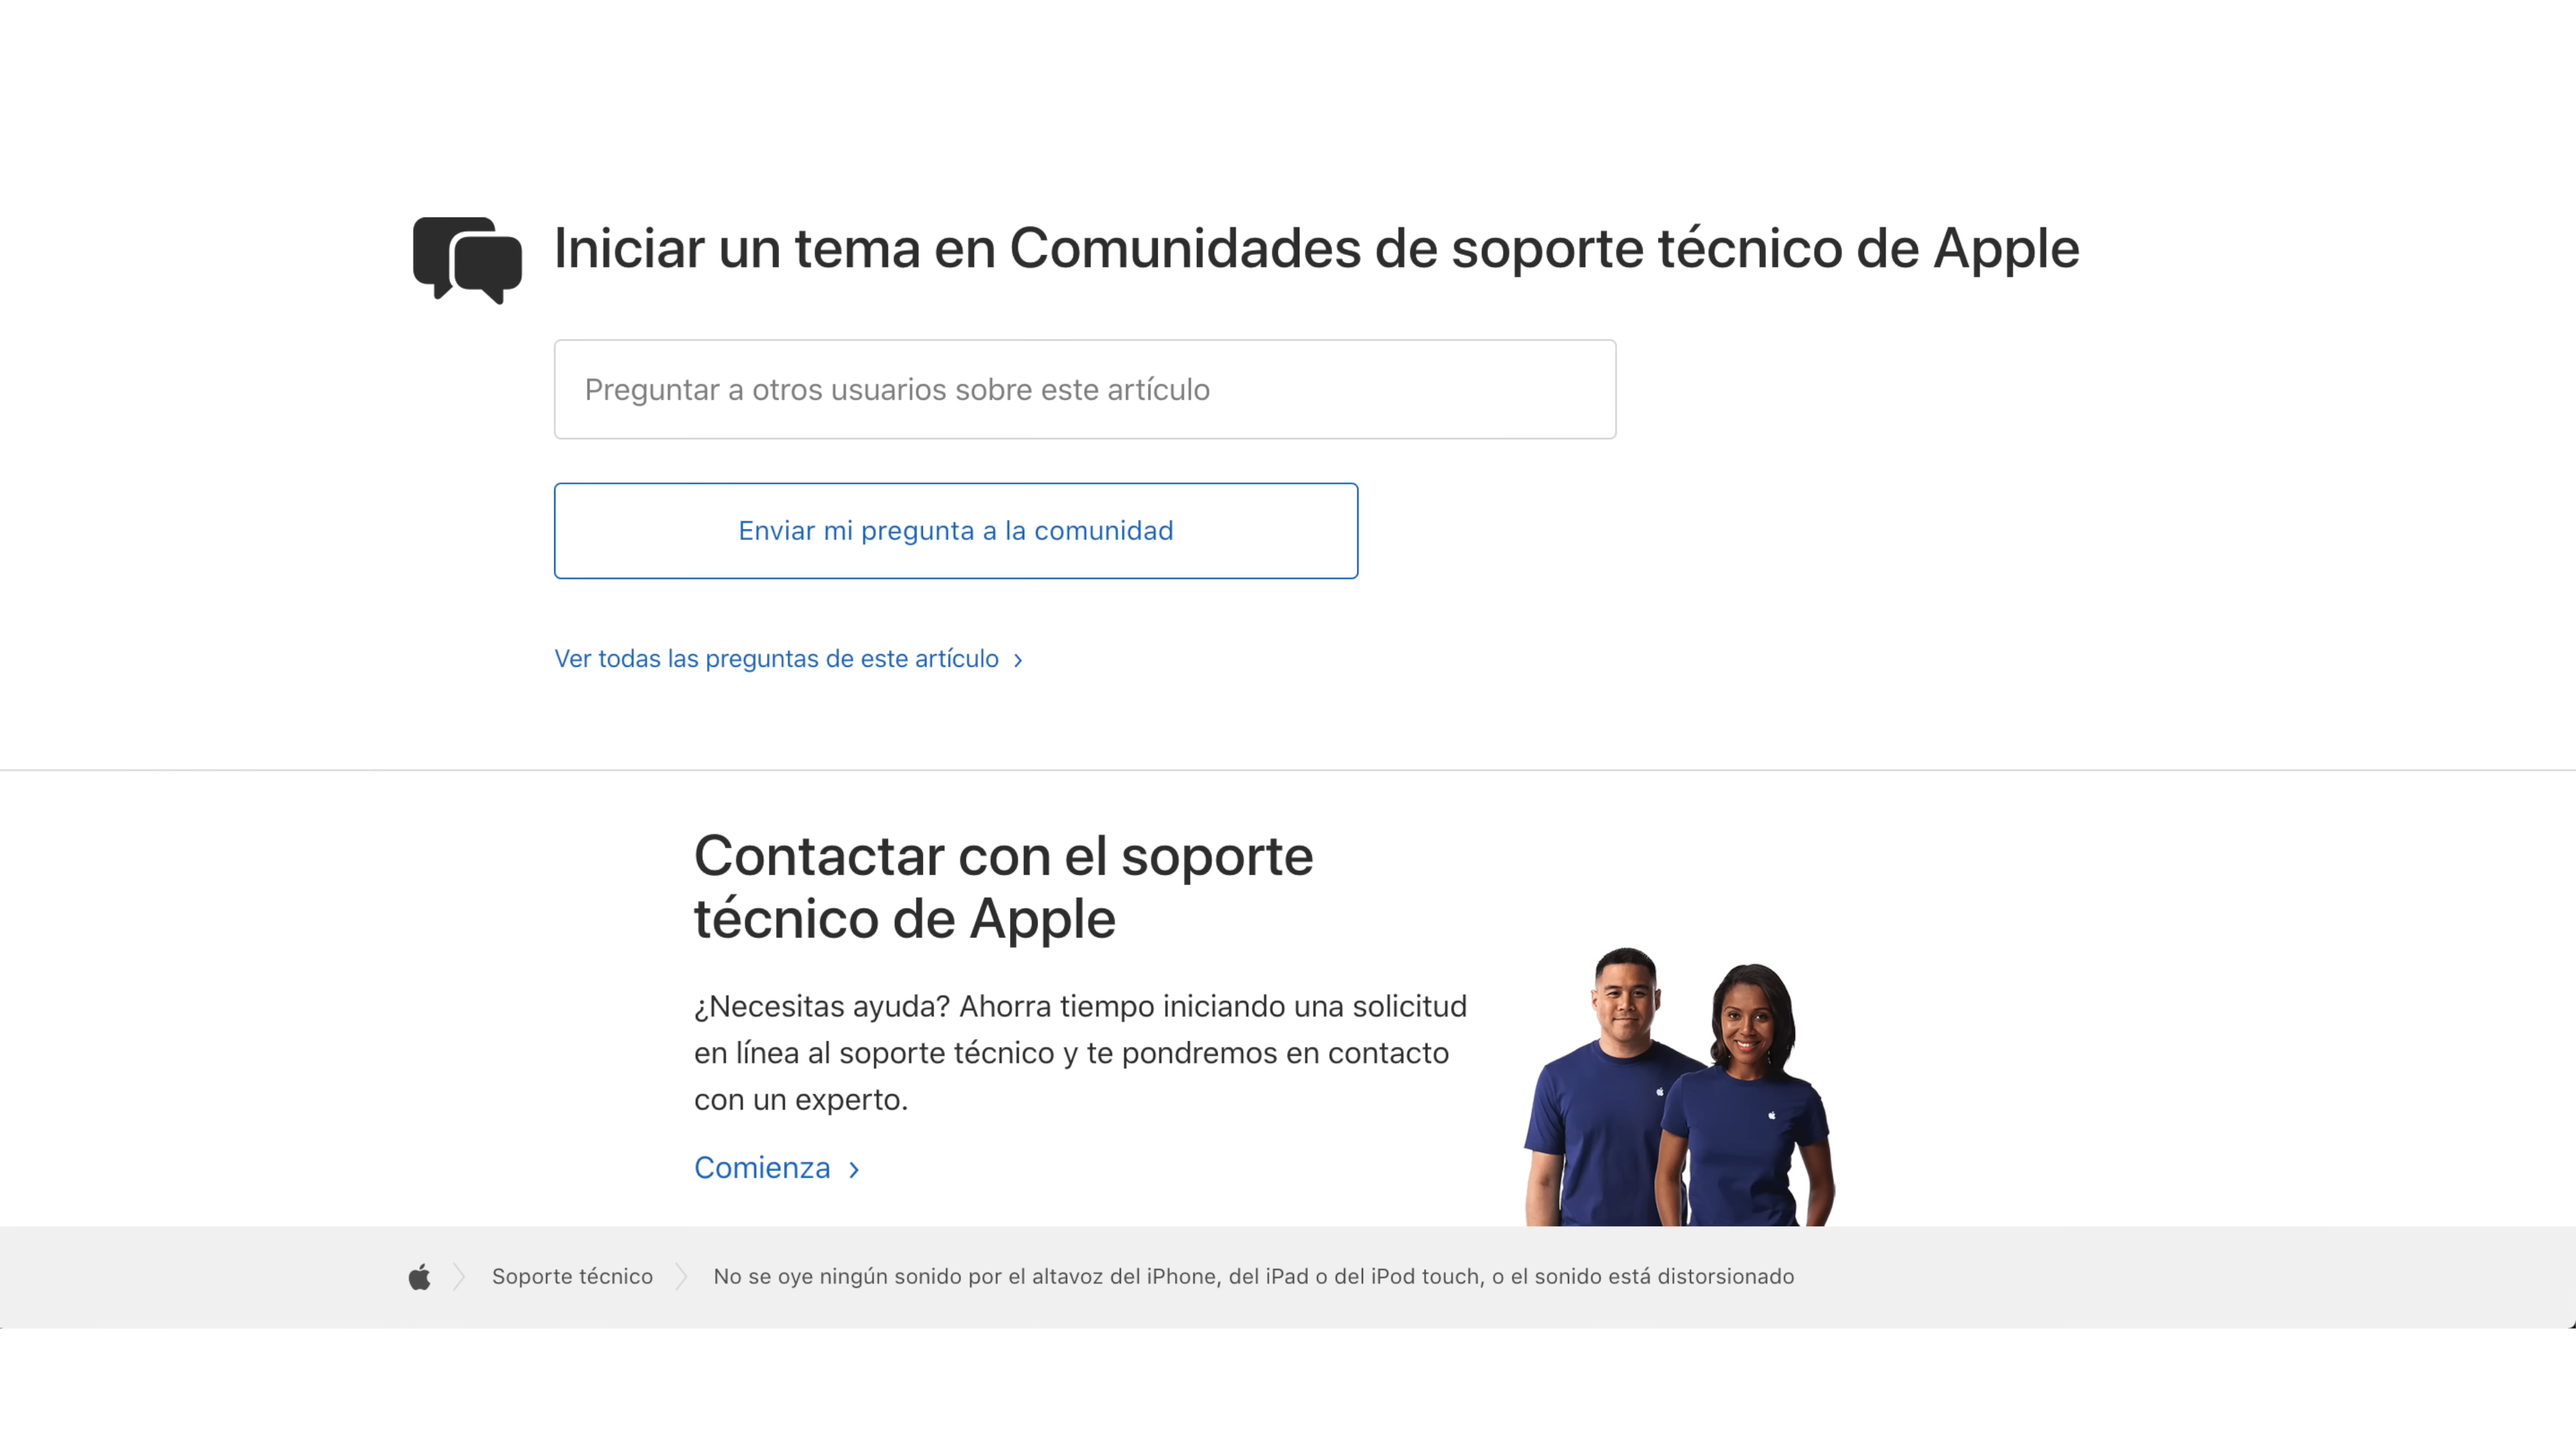 Iniciar un tema en Comunidades de soporte técnico de Apple
Preguntar a otros usuarios sobre este artículo
Enviar mi pregunta a la comunidad
Ver todas las preguntas de este artículo ›
Contactar con el soporte
técnico de Apple
¿Necesitas ayuda? Ahorra tiempo iniciando una solicitud
en línea al soporte técnico y te pondremos en contacto
con un experto.
Comienza ›
Soporte técnico
No se oye ningún sonido por el altavoz del iPhone, del iPad o del iPod touch, o el sonido está distorsionado